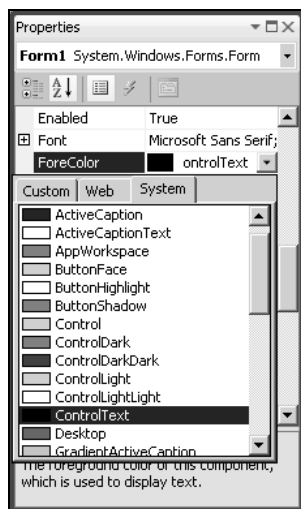 Properties
Form1 System.Windows.Forms.Form
Enabled True
Font Microsoft Sans Serif;
ForeColor ontrolText
Custom Web System
ActiveCaption
ActiveCaptionText
AppWorkspace
ButtonFace
ButtonHighlight
ButtonShadow
Control
ControlDark
ControlDarkDark
ControlLight
ControlLightLight
ControlText
Desktop
GradientActiveCaption
The foreground color of this component,
which is used to display text.